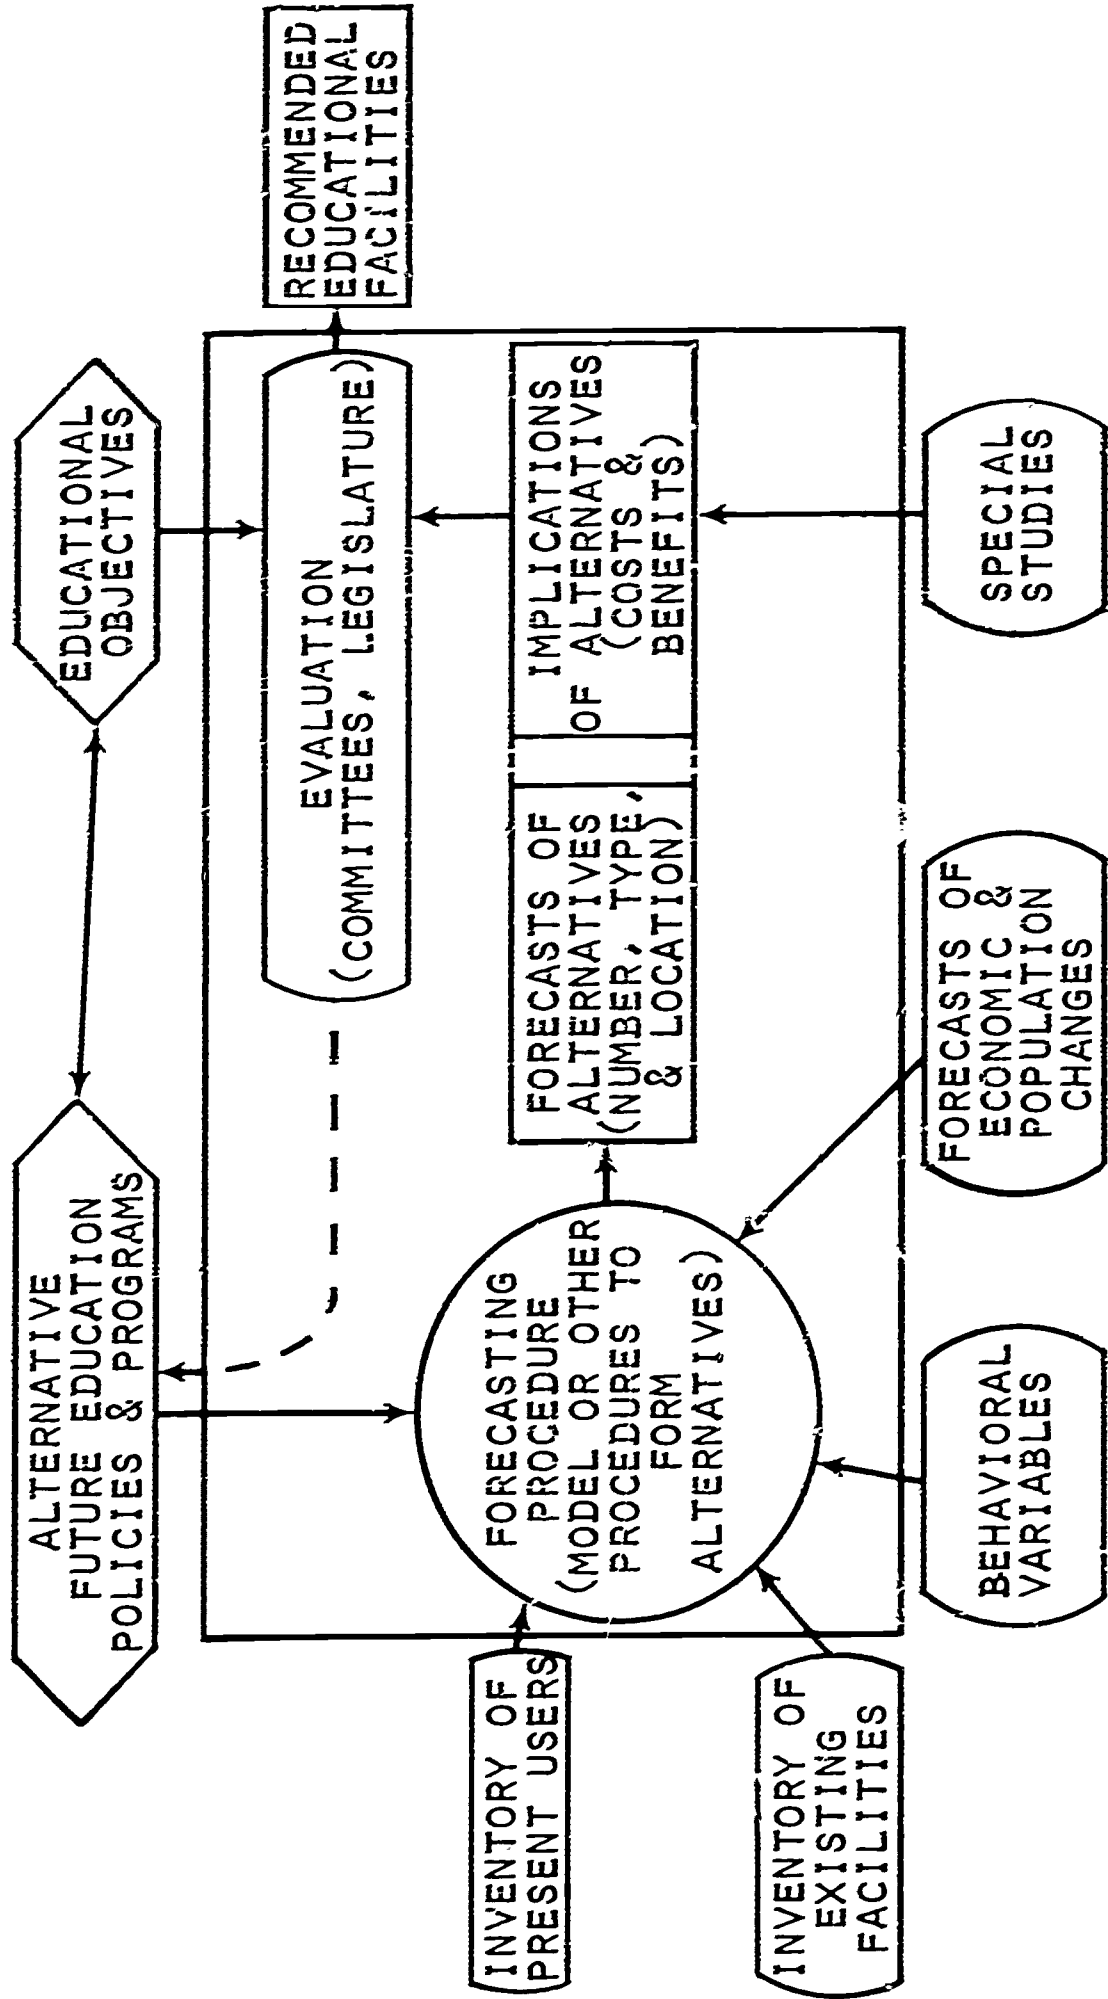 ALTERNATIVE
FUTURE EDUCATION
POLICIES & PROGRAMS
EDUCATIONAL
OBJECTIVES
EVALUATION
(COMMITTEES, LEGISLATURE)
RECOMMENDED
EDUCATIONAL
FACILITIES
INVENTORY OF
PRESENT USERS
FORECASTING
PROCEDURE
(MODEL OR OTHER
PROCEDURES TO
FORM
ALTERNATIVES)
FORECASTS OF
ALTERNATIVES
(NUMBER, TYPE,
& LOCATION)
IMPLICATIONS
OF ALTERNATIVES
(COSTS &
BENEFITS)
INVENTORY OF
EXISTING
FACILITIES
BEHAVIORAL
VARIABLES
FORECASTS OF
ECONOMIC &
POPULATION
CHANGES
SPECIAL
STUDIES